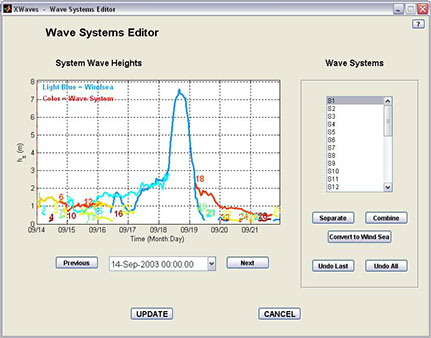 XWaves - Wave Systems Editor
?
Wave Systems Editor
System Wave Heights
Wave Systems
Light Blue = Windsea
Color = Wave System
8
7
6
5
4
3
2
1
0
h s (m)
6
12
18
4
10
16
21
22
24
09/14 09/15 09/16 09/17 09/18 09/19 09/20 09/21
Time (Month Day)
S1
S2
S3
S4
S5
S6
S7
S8
S9
S10
S11
S12
Separate
Combine
Convert to Wind Sea
Undo Last
Undo All
Previous
14-Sep-2003 00:00:00
Next
UPDATE
CANCEL